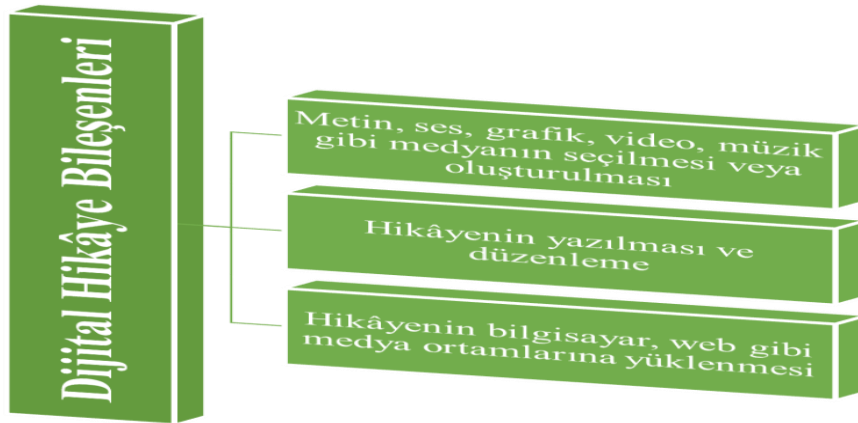 Dijital Hikâye Bileşenleri
Metin, ses, grafik, video, müzik
gibi medyanın seçilmesi veya
oluşturulması
Hikâyenin yazılması ve
düzenleme
Hikâyenin bilgisayar, web gibi
medya ortamlarına yüklenmesi